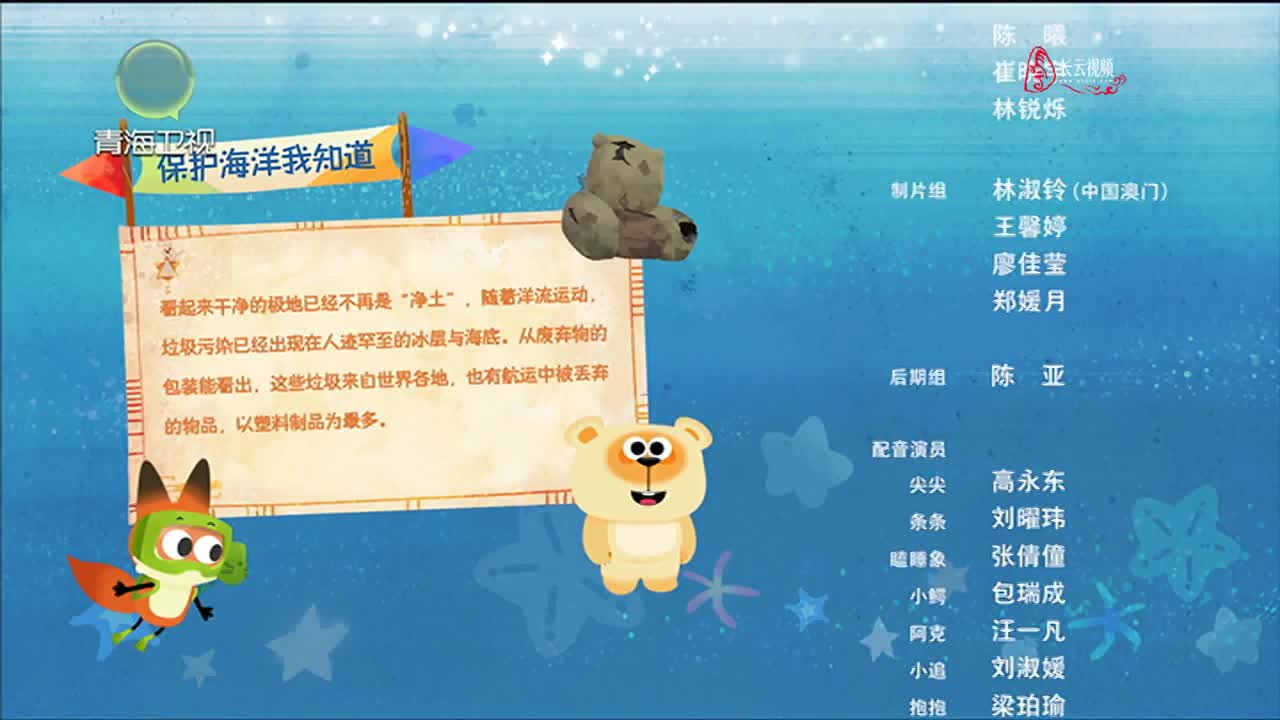 青海卫视
保护海洋我知道
看起来干净的极地已经不再是“净土”，随着洋流运动，
垃圾污染已经出现在人迹罕至的冰层与海底。从废弃物的
包装能看出，这些垃圾来自世界各地，也有航运中被丢弃
的物品，以塑料制品为最多。
陈 曦
长云视频
林锐烁
制片组 林淑铃（中国澳门）
王馨婷
廖佳莹
郑媛月
后期组 陈 亚
配音演员
尖尖 高永东
条条 刘曜玮
瞌睡象 张倩僮
小鳄 包瑞成
阿克 汪一凡
小追 刘淑媛
抱抱 梁珀瑜